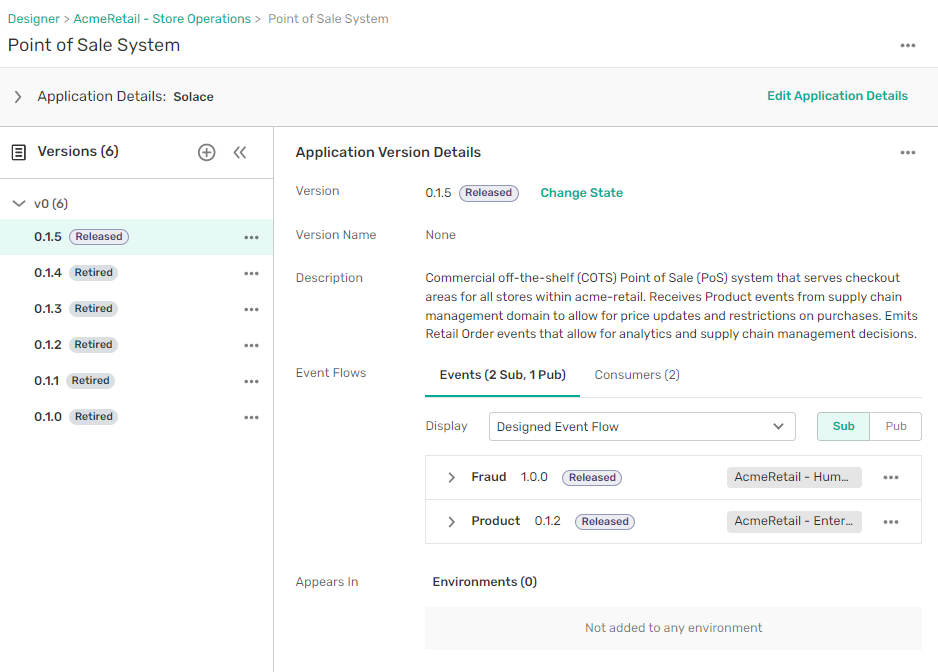 Designer > AcmeRetail - Store Operations > Point of Sale System
Point of Sale System
Application Details: Solace
Edit Application Details
Versions (6)
v0 (6)
0.1.5 Released
0.1.4 Retired
0.1.3 Retired
0.1.2 Retired
0.1.1 Retired
0.1.0 Retired
Application Version Details
Version 0.1.5 Released Change State
Version Name None
Description Commercial off-the-shelf (COTS) Point of Sale (PoS) system that serves checkout
areas for all stores within acme-retail. Receives Product events from supply chain
management domain to allow for price updates and restrictions on purchases. Emits
Retail Order events that allow for analytics and supply chain management decisions.
Event Flows Events (2 Sub, 1 Pub) Consumers (2)
Display Designed Event Flow Sub Pub
Fraud 1.0.0 Released AcmeRetail - Hum...
Product 0.1.2 Released AcmeRetail - Enter...
Appears In Environments (0)
Not added to any environment